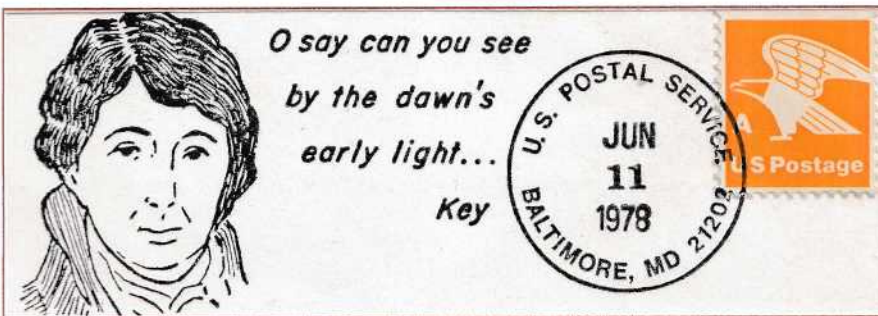 O say can you see
by the dawn's
early light...
Key
U.S. POSTAL SERVICE
JUN
11
1978
BALTIMORE, MD 21202
A
US Postage